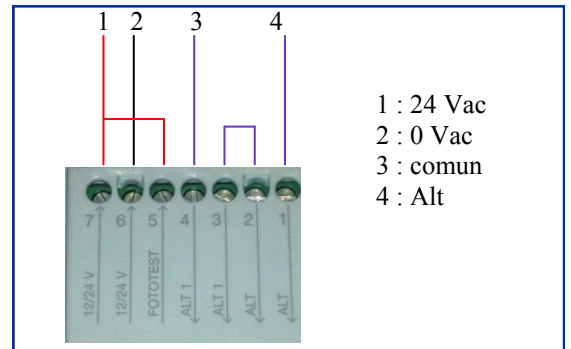 1 2 3 4
1 : 24 Vac
2 : 0 Vac
3 : comun
4 : Alt
7 6 5 4 3 2 1
12/24 V
12/24 V
FOTOTEST
ALT 1
ALT 1
ALT
ALT